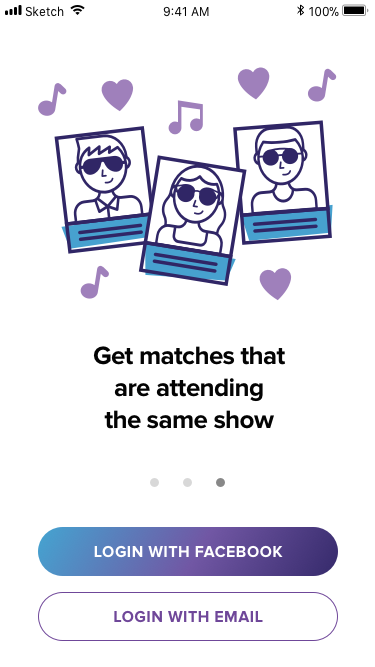 Sketch 9:41 AM 100%
Get matches that
are attending
the same show
LOGIN WITH FACEBOOK
LOGIN WITH EMAIL